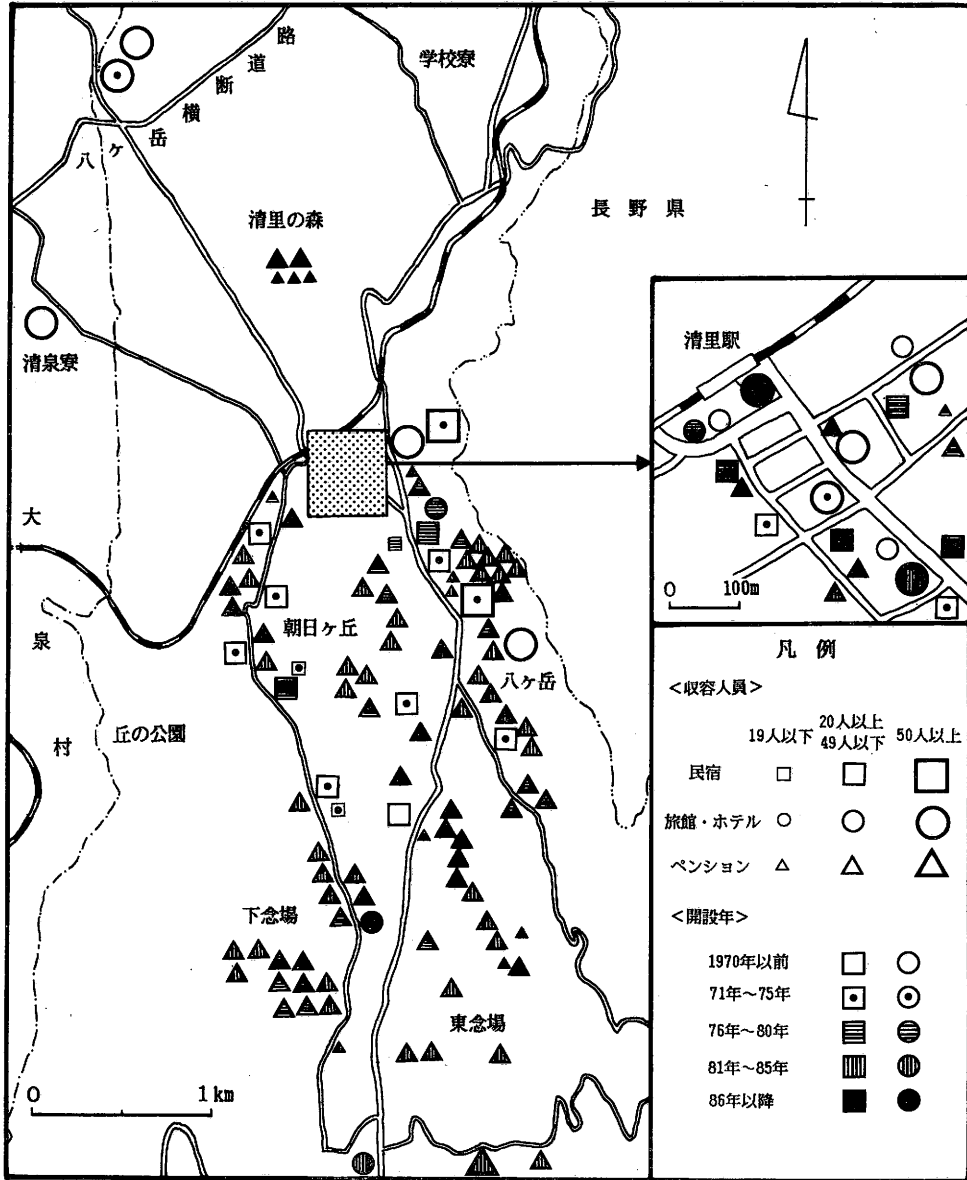 八ヶ岳横断道路
学校寮
長野県
清里の森
清泉寮
大泉村
朝日ヶ丘
八ヶ岳
丘の公園
下念場
東念場
0 1km
清里駅
0 100m
凡例
<収容人員>
19人以下 20人以上49人以下 50人以上
民宿
旅館・ホテル
ペンション
<開設年>
1970年以前
71年~75年
76年~80年
81年~85年
86年以降